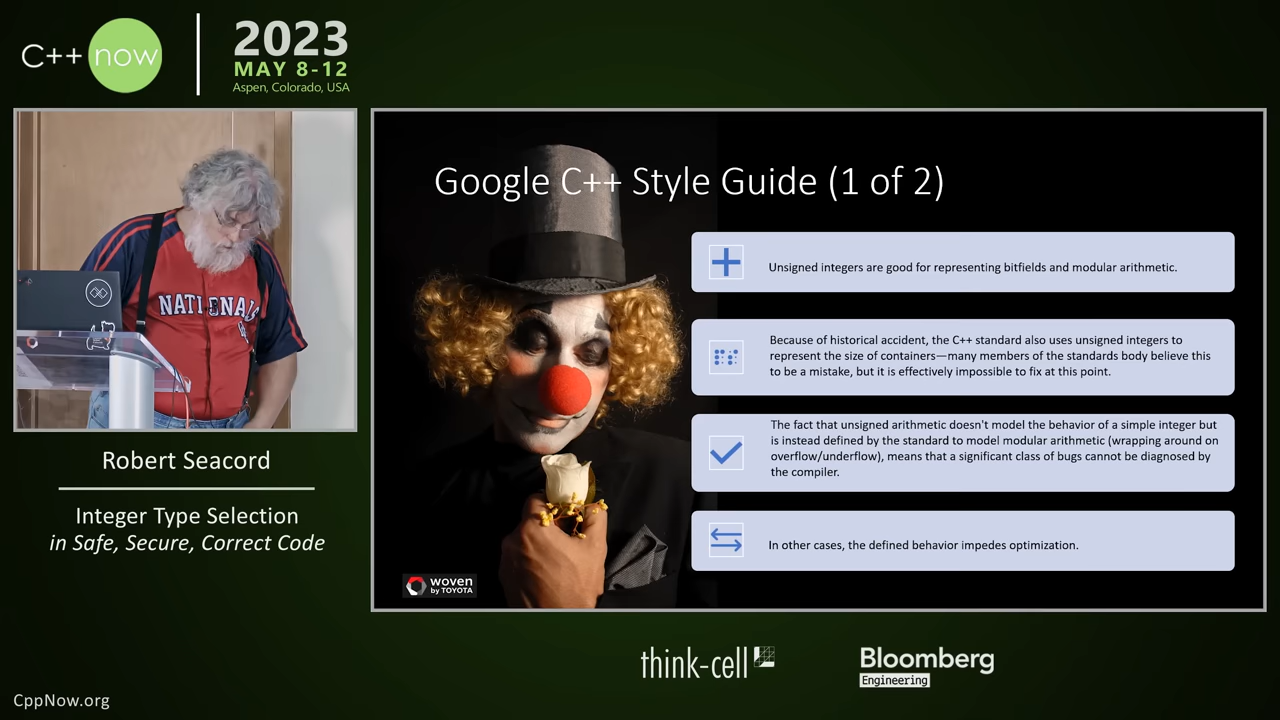 C++ now
2023
MAY 8-12
Aspen, Colorado, USA
NATIONALS
Robert Seacord
Integer Type Selection
in Safe, Secure, Correct Code
Google C++ Style Guide (1 of 2)
Unsigned integers are good for representing bitfields and modular arithmetic.
Because of historical accident, the C++ standard also uses unsigned integers to
represent the size of containers—many members of the standards body believe this
to be a mistake, but it is effectively impossible to fix at this point.
The fact that unsigned arithmetic doesn't model the behavior of a simple integer but
is instead defined by the standard to model modular arithmetic (wrapping around on
overflow/underflow), means that a significant class of bugs cannot be diagnosed by
the compiler.
In other cases, the defined behavior impedes optimization.
woven
by TOYOTA
think-cell
Bloomberg
Engineering
CppNow.org